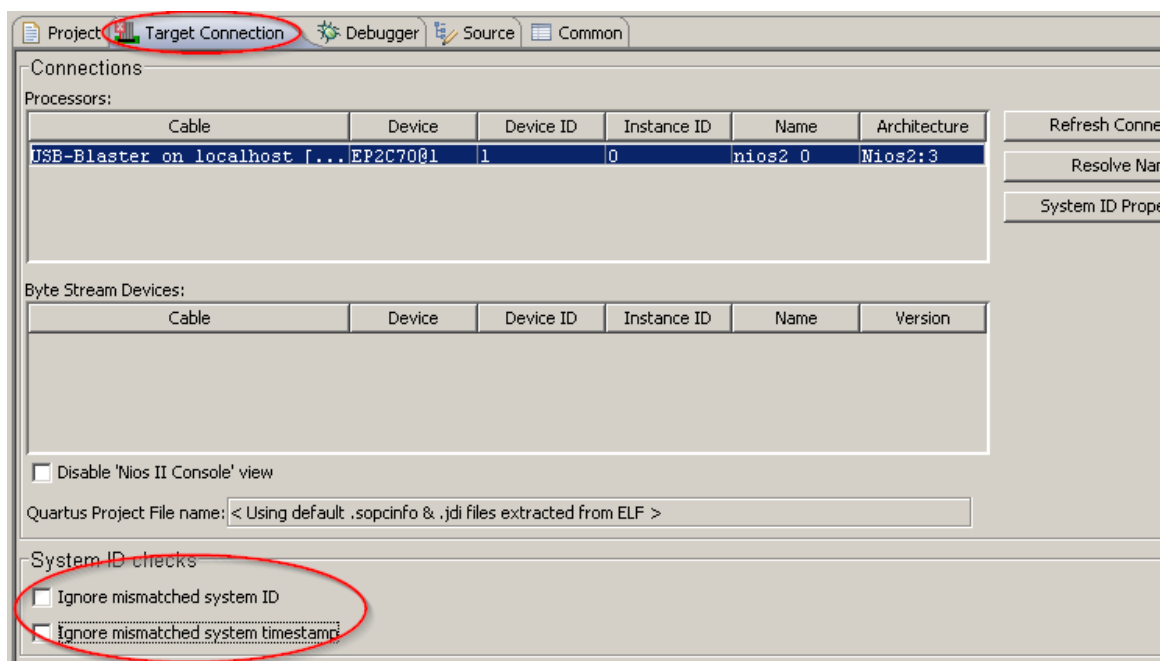 Project Target Connection Debugger Source Common
Connections
Processors:
Cable Device Device ID Instance ID Name Architecture
USB-Blaster on localhost [... EP2C70@1 1 0 nios2_0 Nios2:3
Refresh Conne
Resolve Nar
System ID Prope
Byte Stream Devices:
Cable Device Device ID Instance ID Name Version
Disable 'Nios II Console' view
Quartus Project File name: < Using default .sopcinfo & .jdi files extracted from ELF >
System ID checks
Ignore mismatched system ID
Ignore mismatched system timestamp